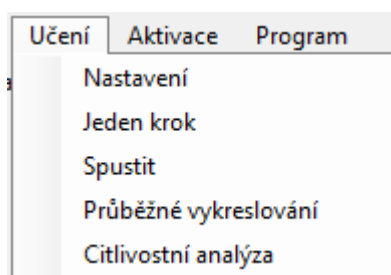 Učení Aktivace Program
Nastavení
Jeden krok
Spustit
Průběžné vykreslování
Citlivostní analýza